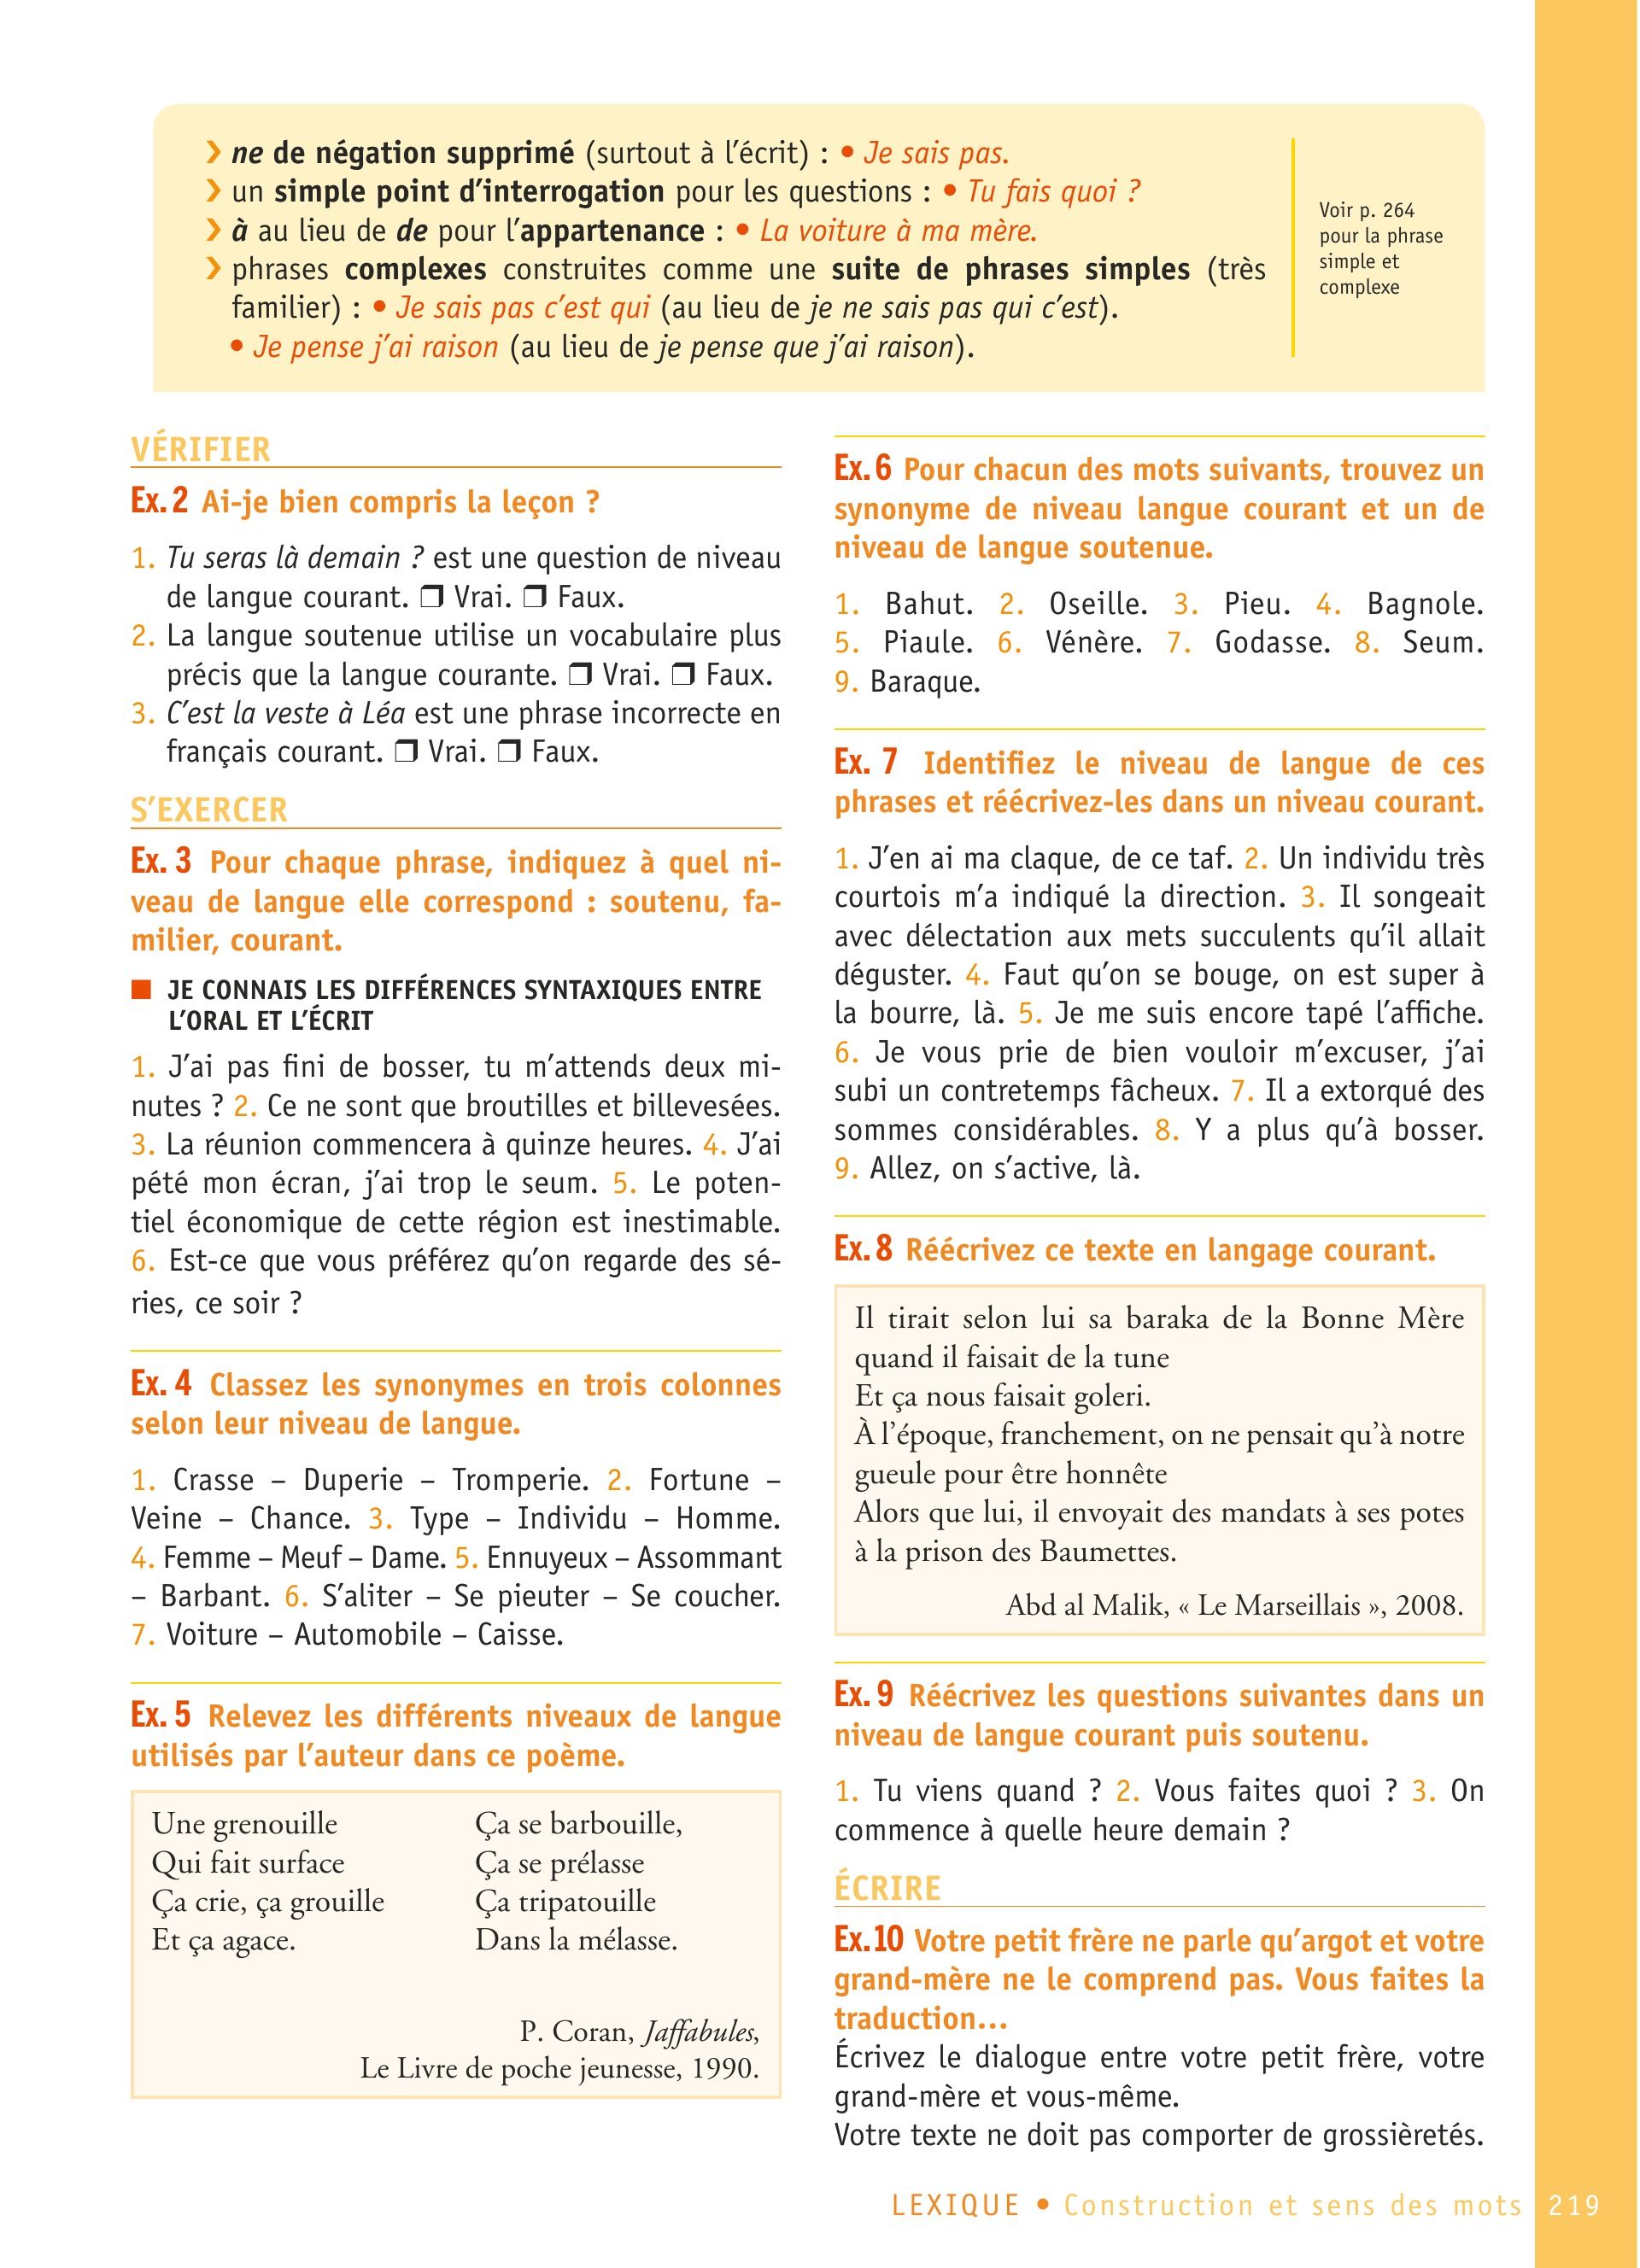 ❯ ne de négation supprimé (surtout à l’écrit) : • Je sais pas.
❯ un simple point d’interrogation pour les questions : • Tu fais quoi ?
❯ à au lieu de de pour l’appartenance : • La voiture à ma mère.
❯ phrases complexes construites comme une suite de phrases simples (très
familier) : • Je sais pas c’est qui (au lieu de je ne sais pas qui c’est).
• Je pense j’ai raison (au lieu de je pense que j’ai raison).
Voir p. 264
pour la phrase
simple et
complexe
VÉRIFIER
Ex. 2 Ai-je bien compris la leçon ?
1. Tu seras là demain ? est une question de niveau
de langue courant. ❒ Vrai. ❒ Faux.
2. La langue soutenue utilise un vocabulaire plus
précis que la langue courante. ❒ Vrai. ❒ Faux.
3. C’est la veste à Léa est une phrase incorrecte en
français courant. ❒ Vrai. ❒ Faux.
S’EXERCER
Ex. 3 Pour chaque phrase, indiquez à quel ni-
veau de langue elle correspond : soutenu, fa-
milier, courant.
■ JE CONNAIS LES DIFFÉRENCES SYNTAXIQUES ENTRE
L’ORAL ET L’ÉCRIT
1. J’ai pas fini de bosser, tu m’attends deux mi-
nutes ? 2. Ce ne sont que broutilles et billevesées.
3. La réunion commencera à quinze heures. 4. J’ai
pété mon écran, j’ai trop le seum. 5. Le poten-
tiel économique de cette région est inestimable.
6. Est-ce que vous préférez qu’on regarde des sé-
ries, ce soir ?
Ex. 4 Classez les synonymes en trois colonnes
selon leur niveau de langue.
1. Crasse – Duperie – Tromperie. 2. Fortune –
Veine – Chance. 3. Type – Individu – Homme.
4. Femme – Meuf – Dame. 5. Ennuyeux – Assommant
– Barbant. 6. S’aliter – Se pieuter – Se coucher.
7. Voiture – Automobile – Caisse.
Ex. 5 Relevez les différents niveaux de langue
utilisés par l’auteur dans ce poème.
Une grenouille
Qui fait surface
Ça crie, ça grouille
Et ça agace.
Ça se barbouille,
Ça se prélasse
Ça tripatouille
Dans la mélasse.
P. Coran, Jaffabules,
Le Livre de poche jeunesse, 1990.
Ex. 6 Pour chacun des mots suivants, trouvez un
synonyme de niveau langue courant et un de
niveau de langue soutenue.
1. Bahut. 2. Oseille. 3. Pieu. 4. Bagnole.
5. Piaule. 6. Vénère. 7. Godasse. 8. Seum.
9. Baraque.
Ex. 7 Identifiez le niveau de langue de ces
phrases et réécrivez-les dans un niveau courant.
1. J’en ai ma claque, de ce taf. 2. Un individu très
courtois m’a indiqué la direction. 3. Il songeait
avec délectation aux mets succulents qu’il allait
déguster. 4. Faut qu’on se bouge, on est super à
la bourre, là. 5. Je me suis encore tapé l’affiche.
6. Je vous prie de bien vouloir m’excuser, j’ai
subi un contretemps fâcheux. 7. Il a extorqué des
sommes considérables. 8. Y a plus qu’à bosser.
9. Allez, on s’active, là.
Ex. 8 Réécrivez ce texte en langage courant.
Il tirait selon lui sa baraka de la Bonne Mère
quand il faisait de la tune
Et ça nous faisait goleri.
À l’époque, franchement, on ne pensait qu’à notre
gueule pour être honnête
Alors que lui, il envoyait des mandats à ses potes
à la prison des Baumettes.
Abd al Malik, « Le Marseillais », 2008.
Ex. 9 Réécrivez les questions suivantes dans un
niveau de langue courant puis soutenu.
1. Tu viens quand ? 2. Vous faites quoi ? 3. On
commence à quelle heure demain ?
ÉCRIRE
Ex. 10 Votre petit frère ne parle qu’argot et votre
grand-mère ne le comprend pas. Vous faites la
traduction…
Écrivez le dialogue entre votre petit frère, votre
grand-mère et vous-même.
Votre texte ne doit pas comporter de grossièretés.
LEXIQUE • Construction et sens des mots 219